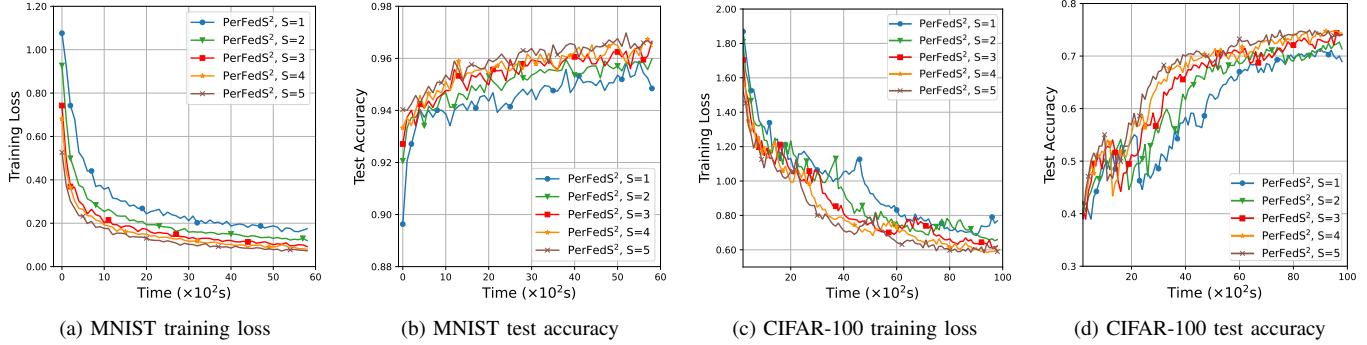 1.20
1.00
0.80
0.60
0.40
0.20
0.00
Training Loss
0 10 20 30 40 50 60
Time (×10²s)
PerFedS², S=1
PerFedS², S=2
PerFedS², S=3
PerFedS², S=4
PerFedS², S=5
(a) MNIST training loss
0.98
0.96
0.94
0.92
0.90
0.88
Test Accuracy
0 10 20 30 40 50 60
Time (×10²s)
PerFedS², S=1
PerFedS², S=2
PerFedS², S=3
PerFedS², S=4
PerFedS², S=5
(b) MNIST test accuracy
2.00
1.80
1.60
1.40
1.20
1.00
0.80
0.60
Training Loss
20 40 60 80 100
Time (×10²s)
PerFedS², S=1
PerFedS², S=2
PerFedS², S=3
PerFedS², S=4
PerFedS², S=5
(c) CIFAR-100 training loss
0.8
0.7
0.6
0.5
0.4
0.3
Test Accuracy
20 40 60 80 100
Time (×10²s)
PerFedS², S=1
PerFedS², S=2
PerFedS², S=3
PerFedS², S=4
PerFedS², S=5
(d) CIFAR-100 test accuracy